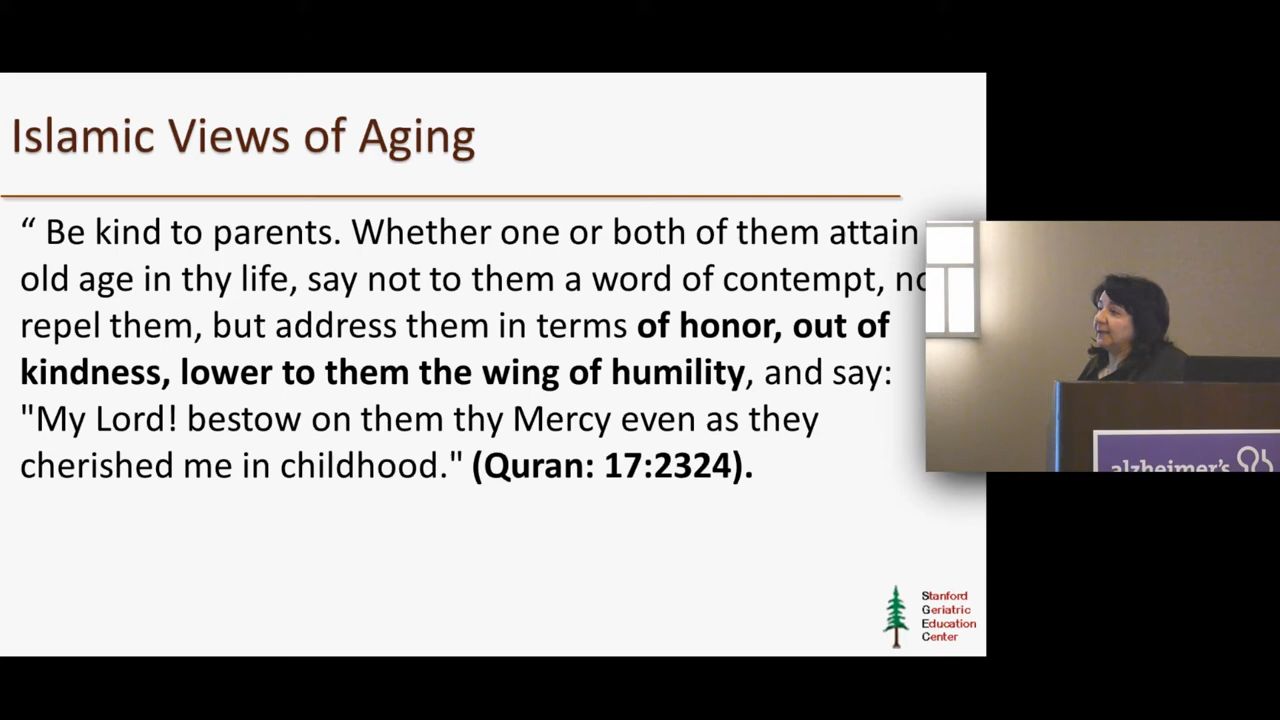 Islamic Views of Aging
“ Be kind to parents. Whether one or both of them attain
old age in thy life, say not to them a word of contempt,
repel them, but address them in terms of honor, out of
kindness, lower to them the wing of humility, and say:
"My Lord! bestow on them thy Mercy even as they
cherished me in childhood." (Quran: 17:2324).
alzheimer's
Stanford
Geriatric
Education
Center